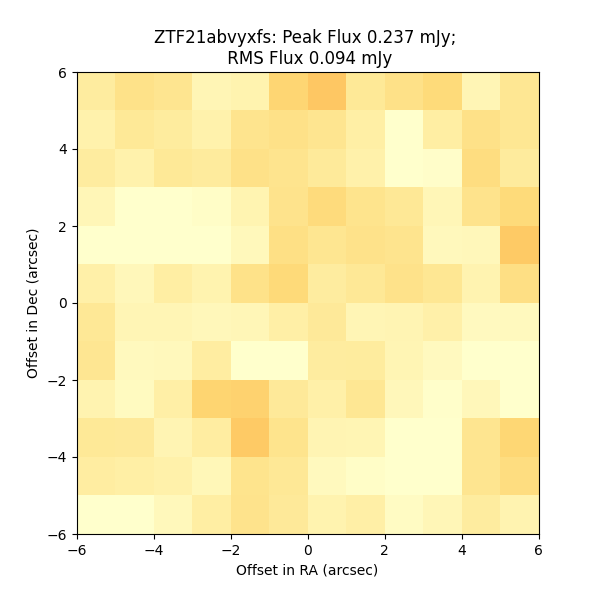 ZTF21abvyxfs: Peak Flux 0.237 mJy;
RMS Flux 0.094 mJy
6
4
2
0
−2
−4
−6
Offset in Dec (arcsec)
−6 −4 −2 0 2 4 6
Offset in RA (arcsec)